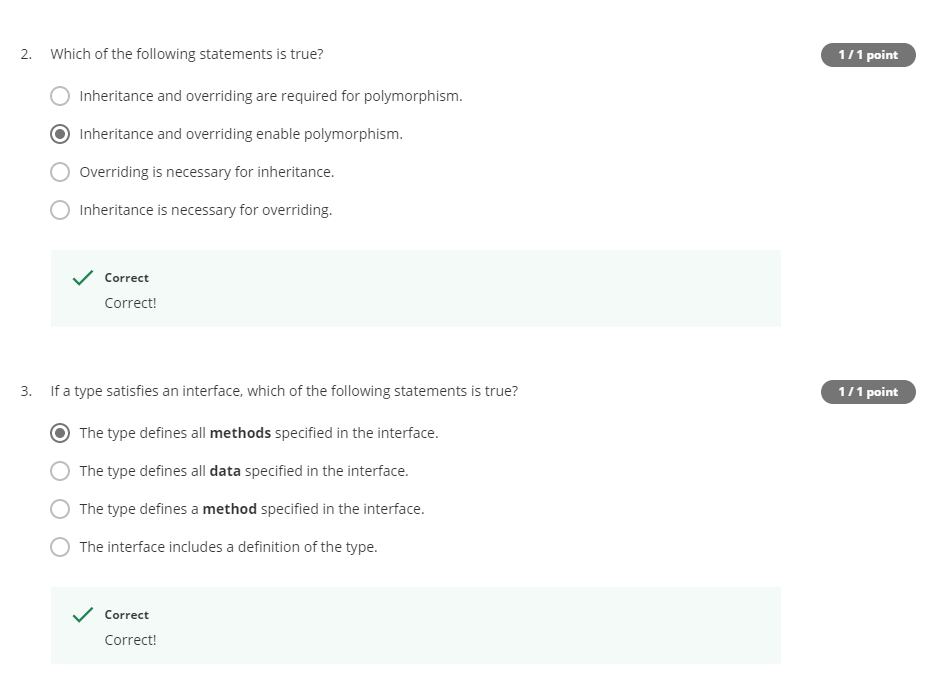 2. Which of the following statements is true?
1 / 1 point
Inheritance and overriding are required for polymorphism.
Inheritance and overriding enable polymorphism.
Overriding is necessary for inheritance.
Inheritance is necessary for overriding.
Correct
Correct!
3. If a type satisfies an interface, which of the following statements is true?
1 / 1 point
The type defines all methods specified in the interface.
The type defines all data specified in the interface.
The type defines a method specified in the interface.
The interface includes a definition of the type.
Correct
Correct!